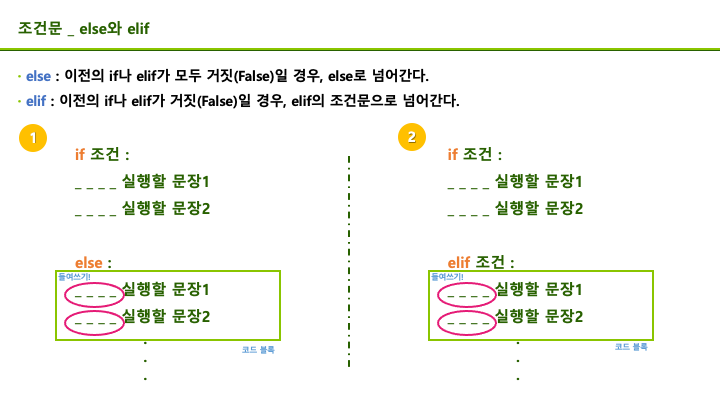 조건문 _ else와 elif
· else : 이전의 if나 elif가 모두 거짓(False)일 경우, else로 넘어간다.
· elif : 이전의 if나 elif가 거짓(False)일 경우, elif의 조건문으로 넘어간다.
1
if 조건 :
_ _ _ _ 실행할 문장1
_ _ _ _ 실행할 문장2
else :
들여쓰기!
_ _ _ _ 실행할 문장1
_ _ _ _ 실행할 문장2
코드 블록
.
.
.
2
if 조건 :
_ _ _ _ 실행할 문장1
_ _ _ _ 실행할 문장2
elif 조건 :
들여쓰기!
_ _ _ _ 실행할 문장1
_ _ _ _ 실행할 문장2
코드 블록
.
.
.